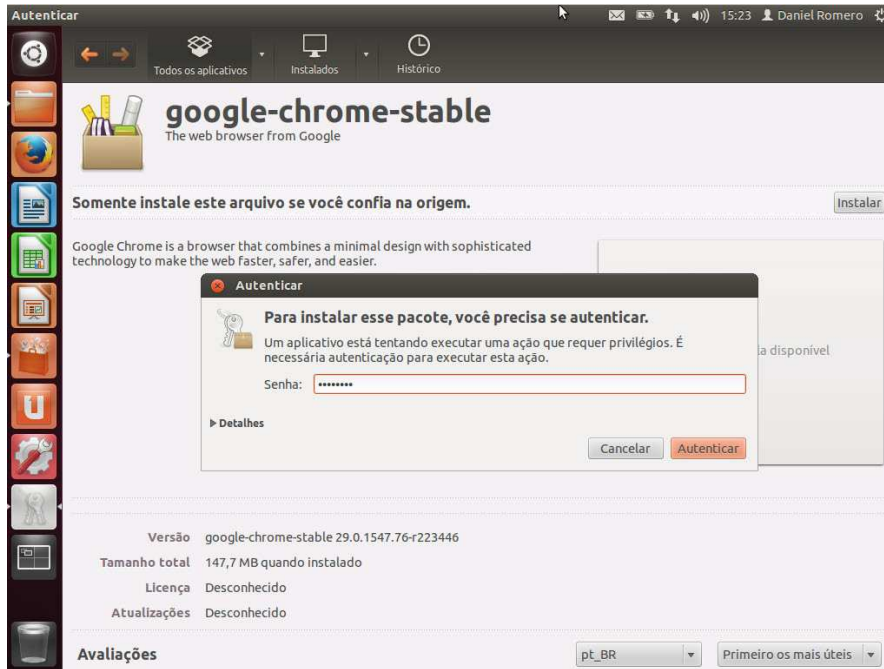 Autenticar
15:23 Daniel Romero
Todos os aplicativos
Instalados
Histórico
google-chrome-stable
The web browser from Google
Somente instale este arquivo se você confia na origem.
Instalar
Google Chrome is a browser that combines a minimal design with sophisticated
technology to make the web faster, safer, and easier.
Autenticar
Para instalar esse pacote, você precisa se autenticar.
Um aplicativo está tentando executar uma ação que requer privilégios. É
necessária autenticação para executar esta ação.
Senha: ••••••••
Detalhes
Cancelar
Autenticar
disponível
Versão google-chrome-stable 29.0.1547.76-r223446
Tamanho total 147,7 MB quando instalado
Licença Desconhecido
Atualizações Desconhecido
Avaliações
pt_BR
Primeiro os mais úteis